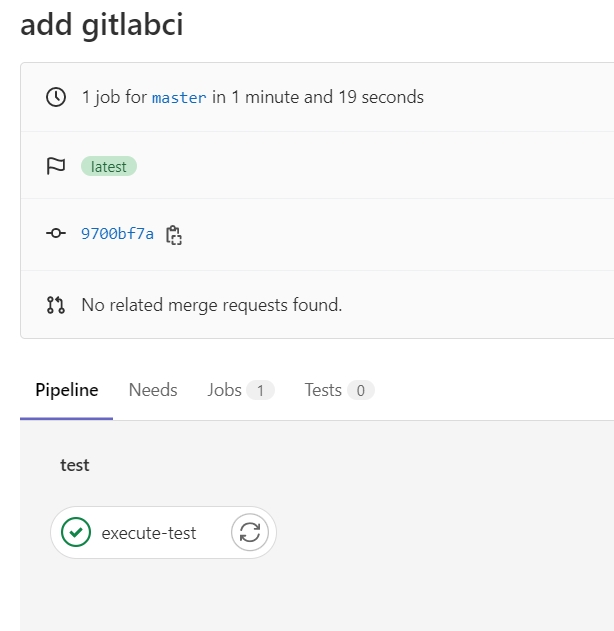 add gitlabci
1 job for master in 1 minute and 19 seconds
latest
9700bf7a
No related merge requests found.
Pipeline Needs Jobs 1 Tests 0
test
execute-test